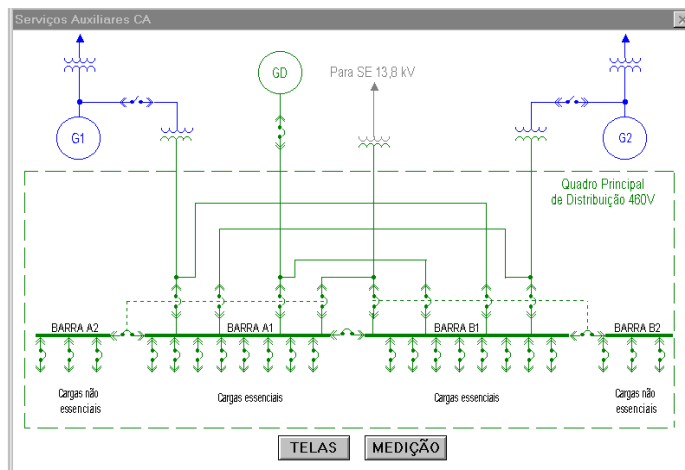 Serviços Auxiliares CA
GD
Para SE 13,8 kV
G1
G2
Quadro Principal
de Distribuição 460V
BARRA A2
BARRA A1
BARRA B1
BARRA B2
Cargas não
essenciais
Cargas essenciais
Cargas essenciais
Cargas não
essenciais
TELAS
MEDIÇÃO